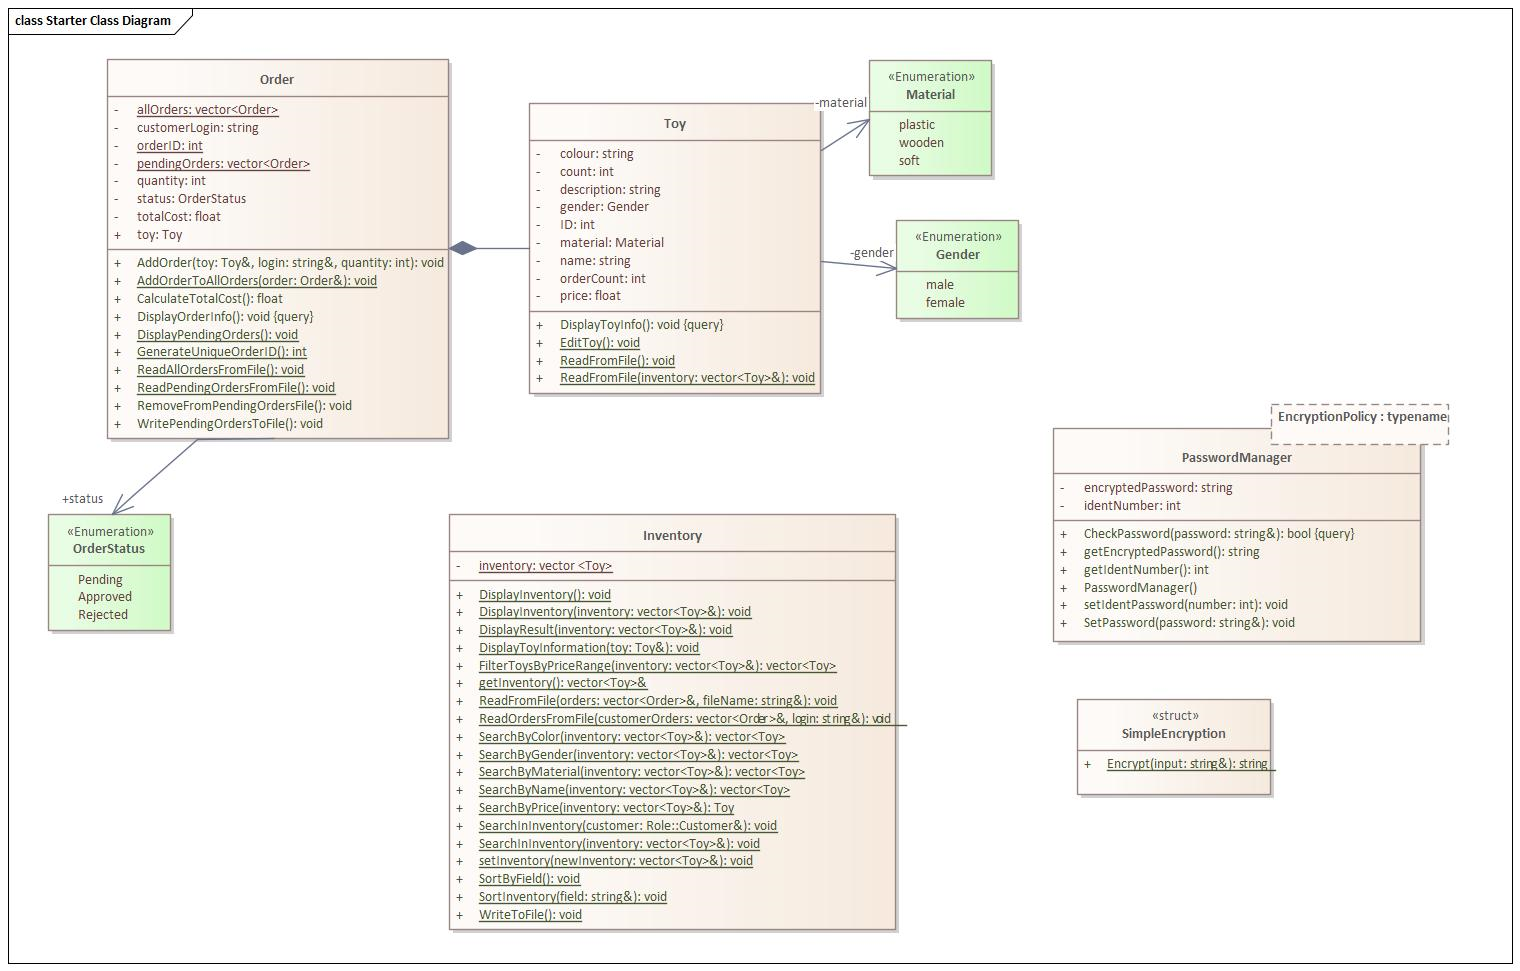 class Starter Class Diagram
Order
- allOrders: vector<Order>
- customerLogin: string
- orderID: int
- pendingOrders: vector<Order>
- quantity: int
- status: OrderStatus
- totalCost: float
+ toy: Toy
+ AddOrder(toy: Toy&, login: string&, quantity: int): void
+ AddOrderToAllOrders(order: Order&): void
+ CalculateTotalCost(): float
+ DisplayOrderInfo(): void {query}
+ DisplayPendingOrders(): void
+ GenerateUniqueOrderID(): int
+ ReadAllOrdersFromFile(): void
+ ReadPendingOrdersFromFile(): void
+ RemoveFromPendingOrdersFile(): void
+ WritePendingOrdersToFile(): void
Toy
- colour: string
- count: int
- description: string
- gender: Gender
- ID: int
- material: Material
- name: string
- orderCount: int
- price: float
+ DisplayToyInfo(): void {query}
+ EditToy(): void
+ ReadFromFile(): void
+ ReadFromFile(inventory: vector<Toy>&): void
-material
«Enumeration»
Material
plastic
wooden
soft
-gender
«Enumeration»
Gender
male
female
+status
«Enumeration»
OrderStatus
Pending
Approved
Rejected
Inventory
- inventory: vector <Toy>
+ DisplayInventory(): void
+ DisplayInventory(inventory: vector<Toy>&): void
+ DisplayResult(inventory: vector<Toy>&): void
+ DisplayToyInformation(toy: Toy&): void
+ FilterToysByPriceRange(inventory: vector<Toy>&): vector<Toy>
+ getInventory(): vector<Toy>&
+ ReadFromFile(orders: vector<Order>&, fileName: string&): void
+ ReadOrdersFromFile(customerOrders: vector<Order>&, login: string&): void
+ SearchByColor(inventory: vector<Toy>&): vector<Toy>
+ SearchByGender(inventory: vector<Toy>&): vector<Toy>
+ SearchByMaterial(inventory: vector<Toy>&): vector<Toy>
+ SearchByName(inventory: vector<Toy>&): vector<Toy>
+ SearchByPrice(inventory: vector<Toy>&): Toy
+ SearchInInventory(customer: Role::Customer&): void
+ SearchInInventory(inventory: vector<Toy>&): void
+ setInventory(newInventory: vector<Toy>&): void
+ SortByField(): void
+ SortInventory(field: string&): void
+ WriteToFile(): void
EncryptionPolicy : typename
PasswordManager
- encryptedPassword: string
- identNumber: int
+ CheckPassword(password: string&): bool {query}
+ getEncryptedPassword(): string
+ getIdentNumber(): int
+ PasswordManager()
+ setIdentPassword(number: int): void
+ SetPassword(password: string&): void
«struct»
SimpleEncryption
+ Encrypt(input: string&): string